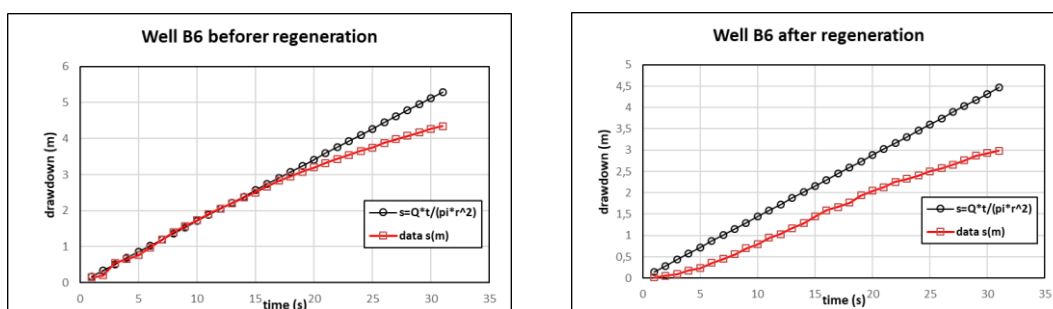 Well B6 beforer regeneration
6
5
4
3
2
1
0
drawdown (m)
0 5 10 15 20 25 30 35
time (s)
s=Q*t/(pi*r^2)
data s(m)
Well B6 after regeneration
5
4,5
4
3,5
3
2,5
2
1,5
1
0,5
0
drawdown (m)
0 5 10 15 20 25 30 35
time (s)
s=Q*t/(pi*r^2)
data s(m)